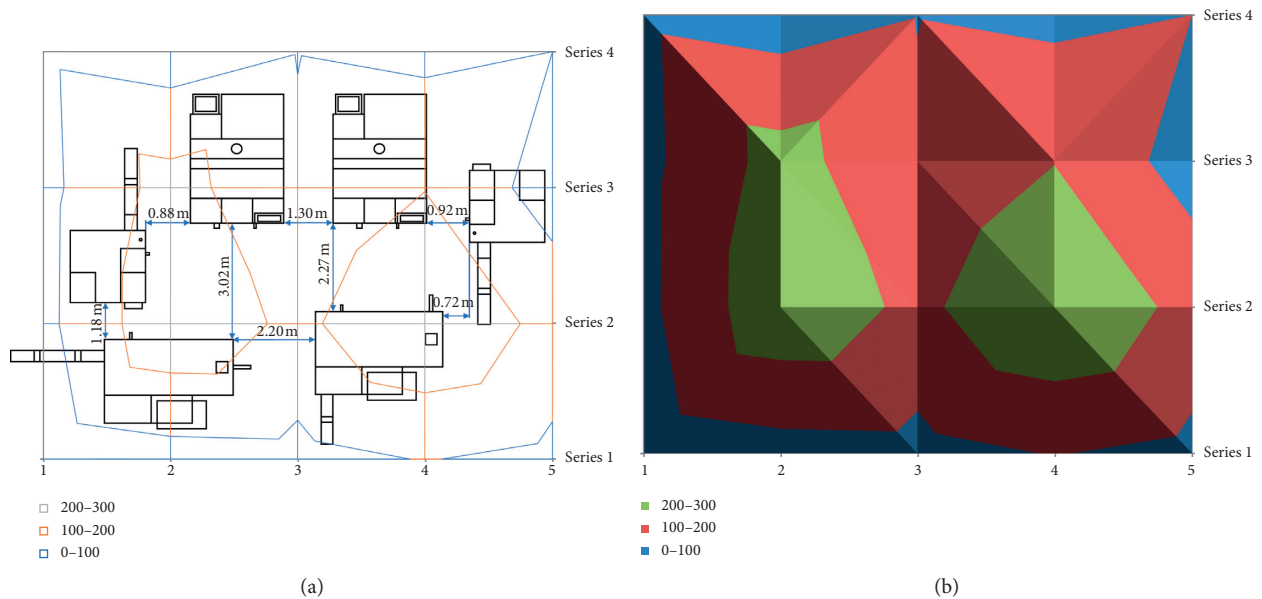 Series 4
Series 3
Series 2
Series 1
0.88 m
1.30 m
0.92 m
3.02 m
2.27 m
0.72 m
1.18 m
2.20 m
1 2 3 4 5
200–300
100–200
0–100
(a)
Series 4
Series 3
Series 2
Series 1
1 2 3 4 5
200–300
100–200
0–100
(b)